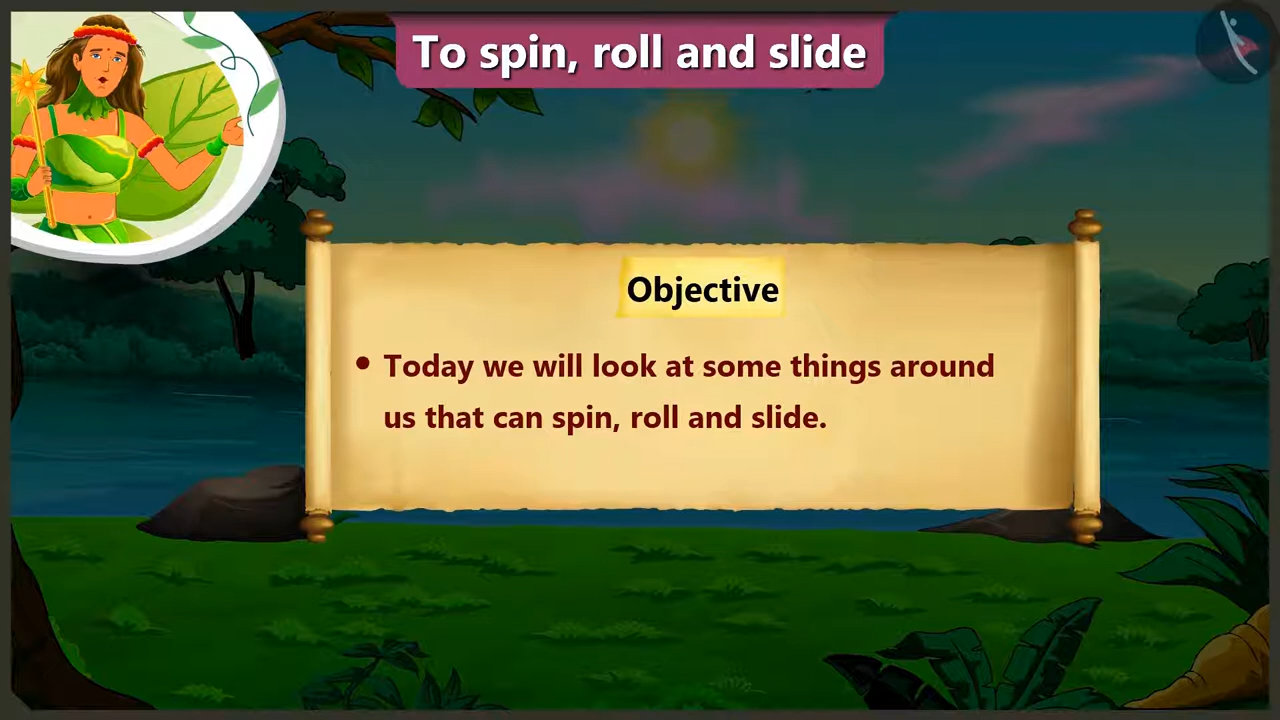 To spin, roll and slide
Objective
• Today we will look at some things around
us that can spin, roll and slide.